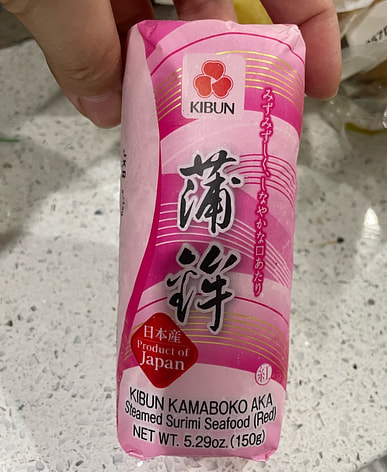 KIBUN
みずみずしく、しなやかな口あたり
蒲鉾
日本産
Product of
Japan
紅
KIBUN KAMABOKO AKA
Steamed Surimi Seafood (Red)
NET WT. 5.29oz. (150g)